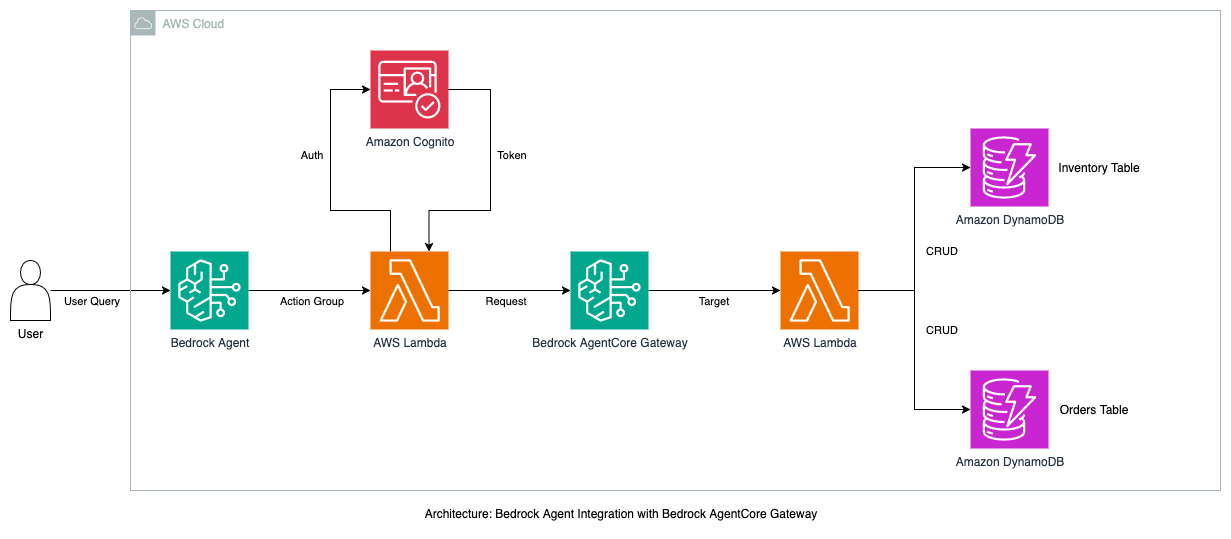 AWS Cloud
Amazon Cognito
Auth
Token
Inventory Table
Amazon DynamoDB
CRUD
User Query
Action Group
Request
Target
User
Bedrock Agent
AWS Lambda
Bedrock AgentCore Gateway
AWS Lambda
CRUD
Orders Table
Amazon DynamoDB
Architecture: Bedrock Agent Integration with Bedrock AgentCore Gateway